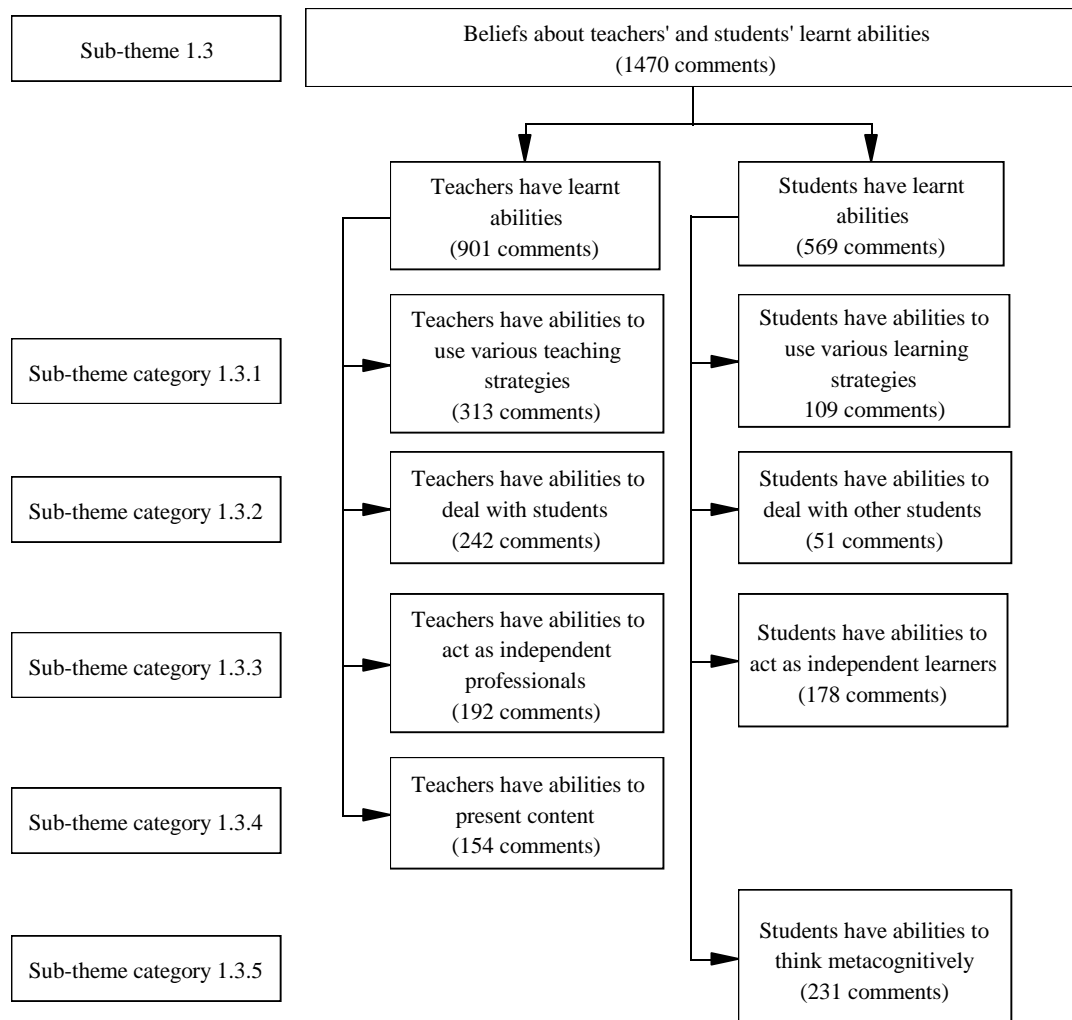 Sub-theme 1.3
Beliefs about teachers' and students' learnt abilities
(1470 comments)
Teachers have learnt
abilities
(901 comments)
Students have learnt
abilities
(569 comments)
Sub-theme category 1.3.1
Teachers have abilities to
use various teaching
strategies
(313 comments)
Students have abilities to
use various learning
strategies
109 comments)
Sub-theme category 1.3.2
Teachers have abilities to
deal with students
(242 comments)
Students have abilities to
deal with other students
(51 comments)
Sub-theme category 1.3.3
Teachers have abilities to
act as independent
professionals
(192 comments)
Students have abilities to
act as independent learners
(178 comments)
Sub-theme category 1.3.4
Teachers have abilities to
present content
(154 comments)
Sub-theme category 1.3.5
Students have abilities to
think metacognitively
(231 comments)